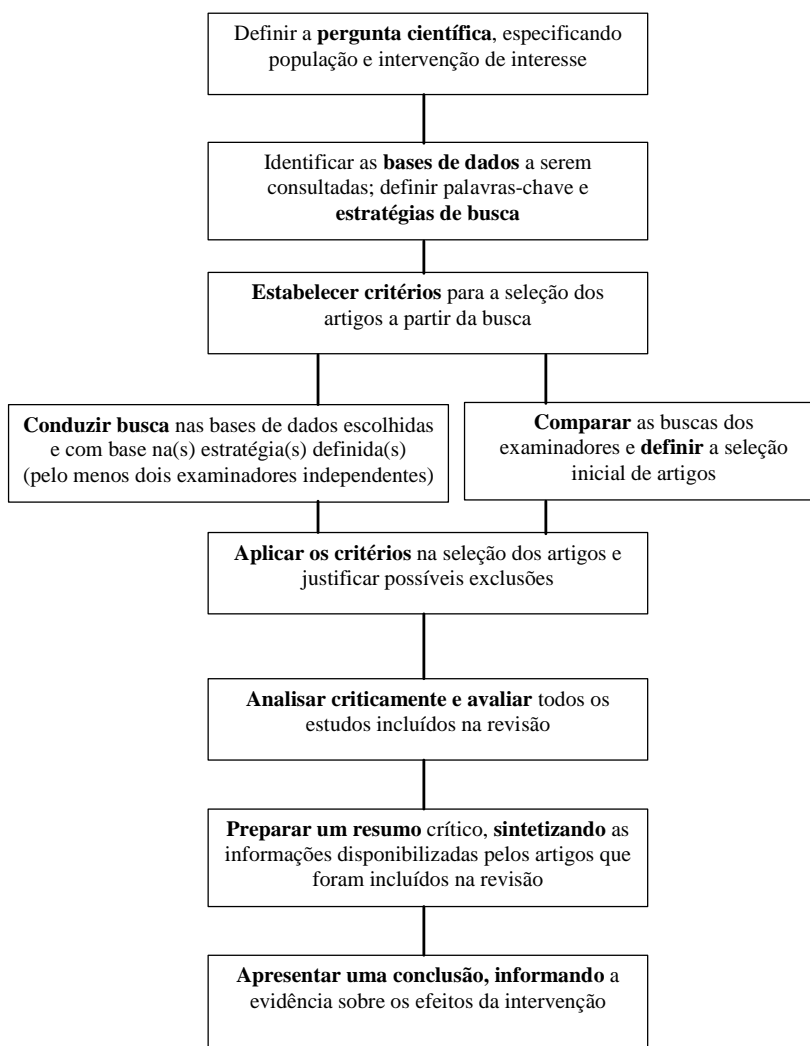 Definir a pergunta científica, especificando
população e intervenção de interesse
Identificar as bases de dados a serem
consultadas; definir palavras-chave e
estratégias de busca
Estabelecer critérios para a seleção dos
artigos a partir da busca
Conduzir busca nas bases de dados escolhidas
e com base na(s) estratégia(s) definida(s)
(pelo menos dois examinadores independentes)
Comparar as buscas dos
examinadores e definir a seleção
inicial de artigos
Aplicar os critérios na seleção dos artigos e
justificar possíveis exclusões
Analisar criticamente e avaliar todos os
estudos incluídos na revisão
Preparar um resumo crítico, sintetizando as
informações disponibilizadas pelos artigos que
foram incluídos na revisão
Apresentar uma conclusão, informando a
evidência sobre os efeitos da intervenção